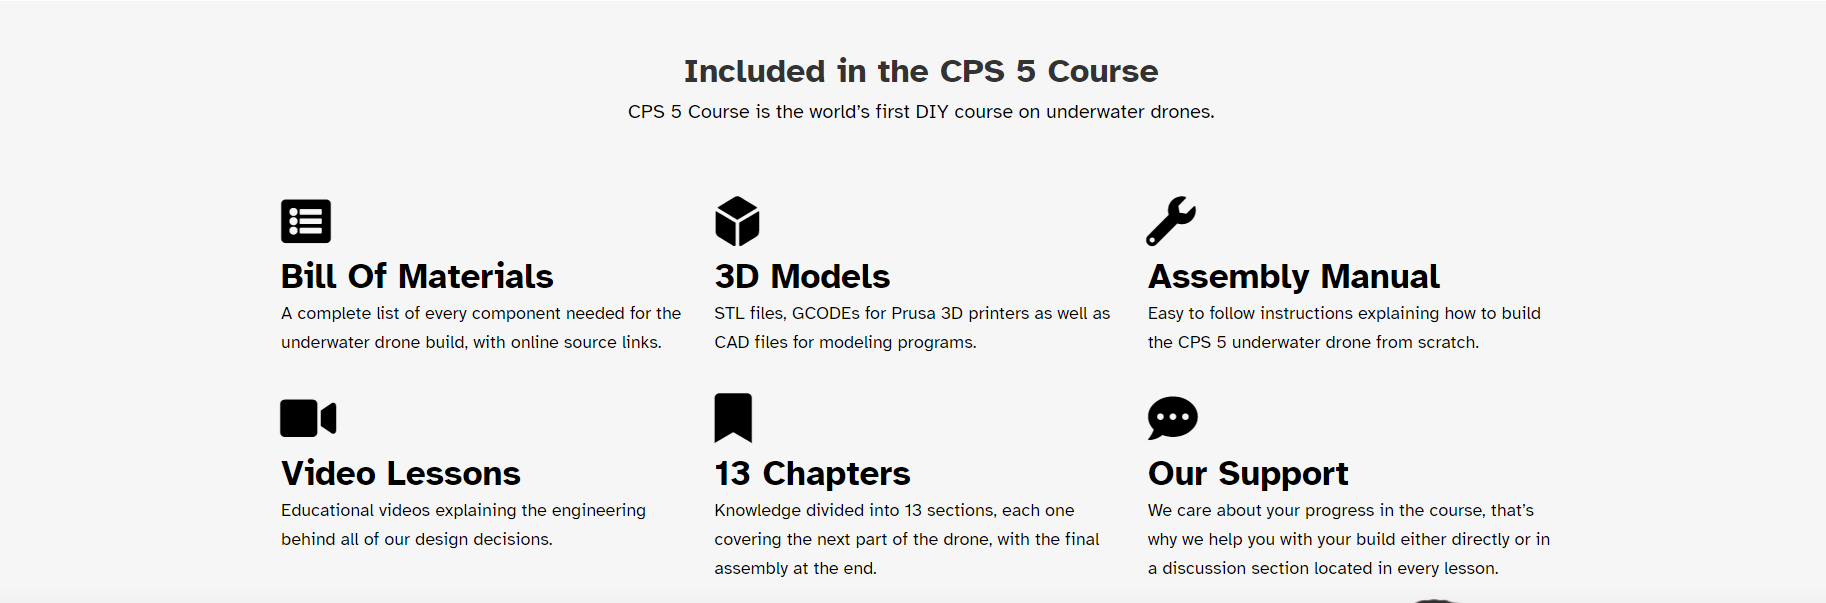 Included in the CPS 5 Course
CPS 5 Course is the world’s first DIY course on underwater drones.
Bill Of Materials
A complete list of every component needed for the
underwater drone build, with online source links.
3D Models
STL files, GCODEs for Prusa 3D printers as well as
CAD files for modeling programs.
Assembly Manual
Easy to follow instructions explaining how to build
the CPS 5 underwater drone from scratch.
Video Lessons
Educational videos explaining the engineering
behind all of our design decisions.
13 Chapters
Knowledge divided into 13 sections, each one
covering the next part of the drone, with the final
assembly at the end.
Our Support
We care about your progress in the course, that’s
why we help you with your build either directly or in
a discussion section located in every lesson.